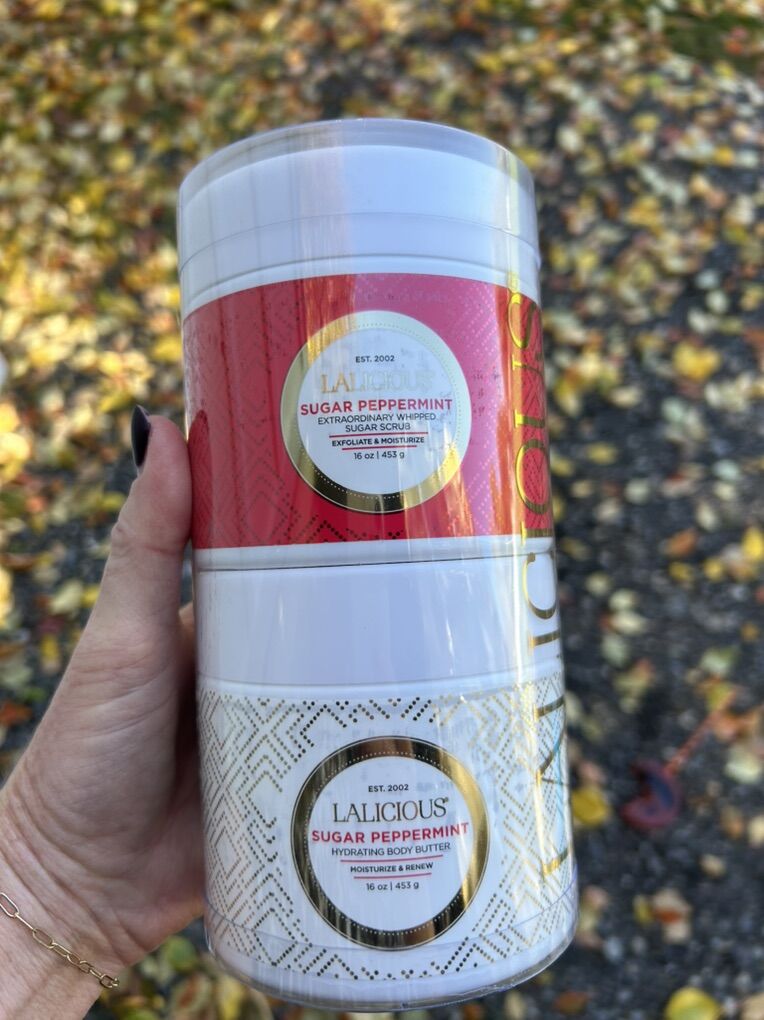 EST. 2002
LALICIOUS
SUGAR PEPPERMINT
EXTRAORDINARY WHIPPED
SUGAR SCRUB
EXFOLIATE & MOISTURIZE
16 oz | 453 g
LALICIOUS®
EST. 2002
LALICIOUS®
SUGAR PEPPERMINT
HYDRATING BODY BUTTER
MOISTURIZE & RENEW
16 oz | 453 g